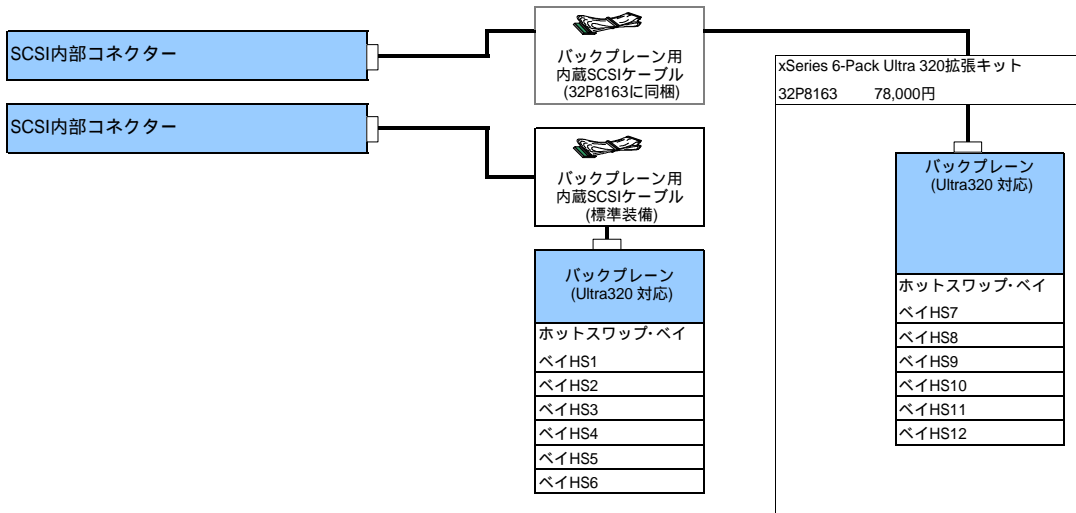 SCSI内部コネクター
バックプレーン用
内蔵SCSIケーブル
(32P8163に同梱)
xSeries 6-Pack Ultra 320拡張キット
32P8163 78,000円
SCSI内部コネクター
バックプレーン用
内蔵SCSIケーブル
(標準装備)
バックプレーン
(Ultra320 対応)
ホットスワップ・ベイ
ベイHS1
ベイHS2
ベイHS3
ベイHS4
ベイHS5
ベイHS6
バックプレーン
(Ultra320 対応)
ホットスワップ・ベイ
ベイHS7
ベイHS8
ベイHS9
ベイHS10
ベイHS11
ベイHS12